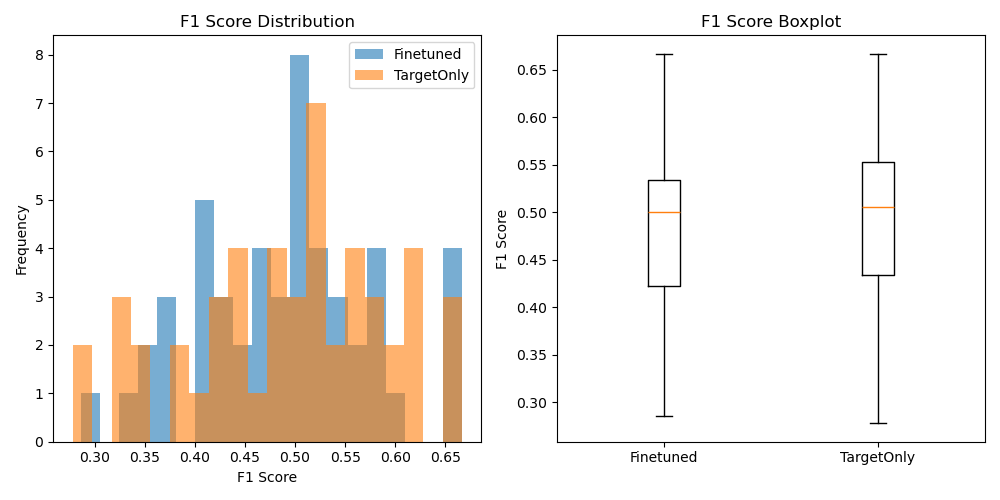 F1 Score Distribution
Frequency
8
7
6
5
4
3
2
1
0
Finetuned
TargetOnly
0.30 0.35 0.40 0.45 0.50 0.55 0.60 0.65
F1 Score
F1 Score Boxplot
F1 Score
0.65
0.60
0.55
0.50
0.45
0.40
0.35
0.30
Finetuned TargetOnly